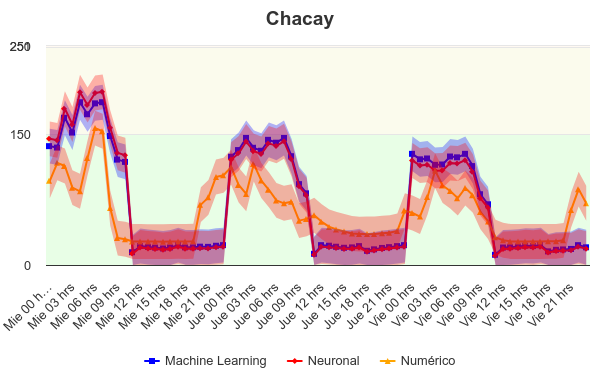 Chacay
250
150
0
Mie 00 h...
Mie 03 hrs
Mie 06 hrs
Mie 09 hrs
Mie 12 hrs
Mie 15 hrs
Mie 18 hrs
Mie 21 hrs
Jue 00 hrs
Jue 03 hrs
Jue 06 hrs
Jue 09 hrs
Jue 12 hrs
Jue 15 hrs
Jue 18 hrs
Jue 21 hrs
Vie 00 hrs
Vie 03 hrs
Vie 06 hrs
Vie 09 hrs
Vie 12 hrs
Vie 15 hrs
Vie 18 hrs
Vie 21 hrs
Machine Learning Neuronal Numérico